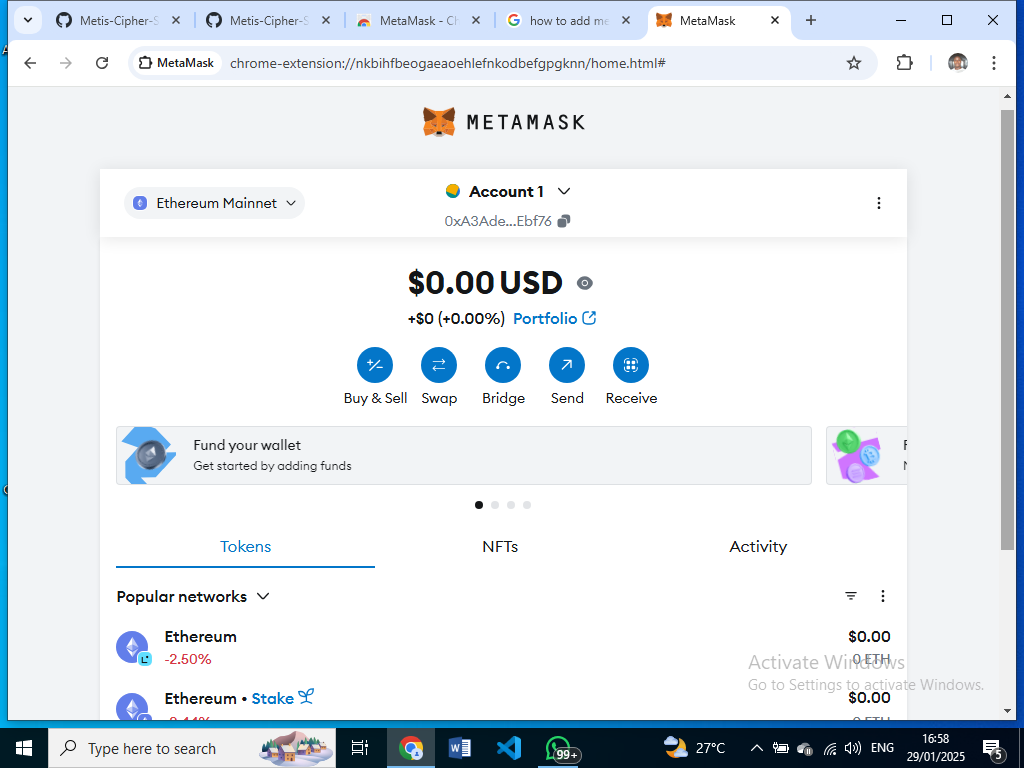 Metis-Cipher-S
Metis-Cipher-S
MetaMask - Ch
how to add me
MetaMask
MetaMask
chrome-extension://nkbihfbeogaeaoehlefnkodbefgpgknn/home.html#
METAMASK
Ethereum Mainnet
Account 1
0xA3Ade...Ebf76
$0.00 USD
+$0 (+0.00%) Portfolio
Buy & Sell Swap Bridge Send Receive
Fund your wallet
Get started by adding funds
Tokens NFTs Activity
Popular networks
Ethereum $0.00
-2.50% 0 ETH
Activate Windows
Go to Settings to activate Windows.
Ethereum • Stake $0.00
Type here to search
99+
27°C
ENG
16:58
29/01/2025
5